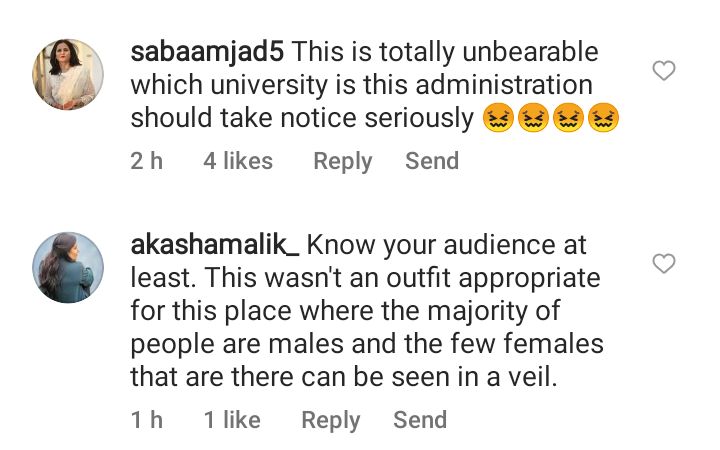 sabaamjad5 This is totally unbearable
which university is this administration
should take notice seriously 😖😖😖😖
2 h 4 likes Reply Send
akashamalik_ Know your audience at
least. This wasn't an outfit appropriate
for this place where the majority of
people are males and the few females
that are there can be seen in a veil.
1 h 1 like Reply Send